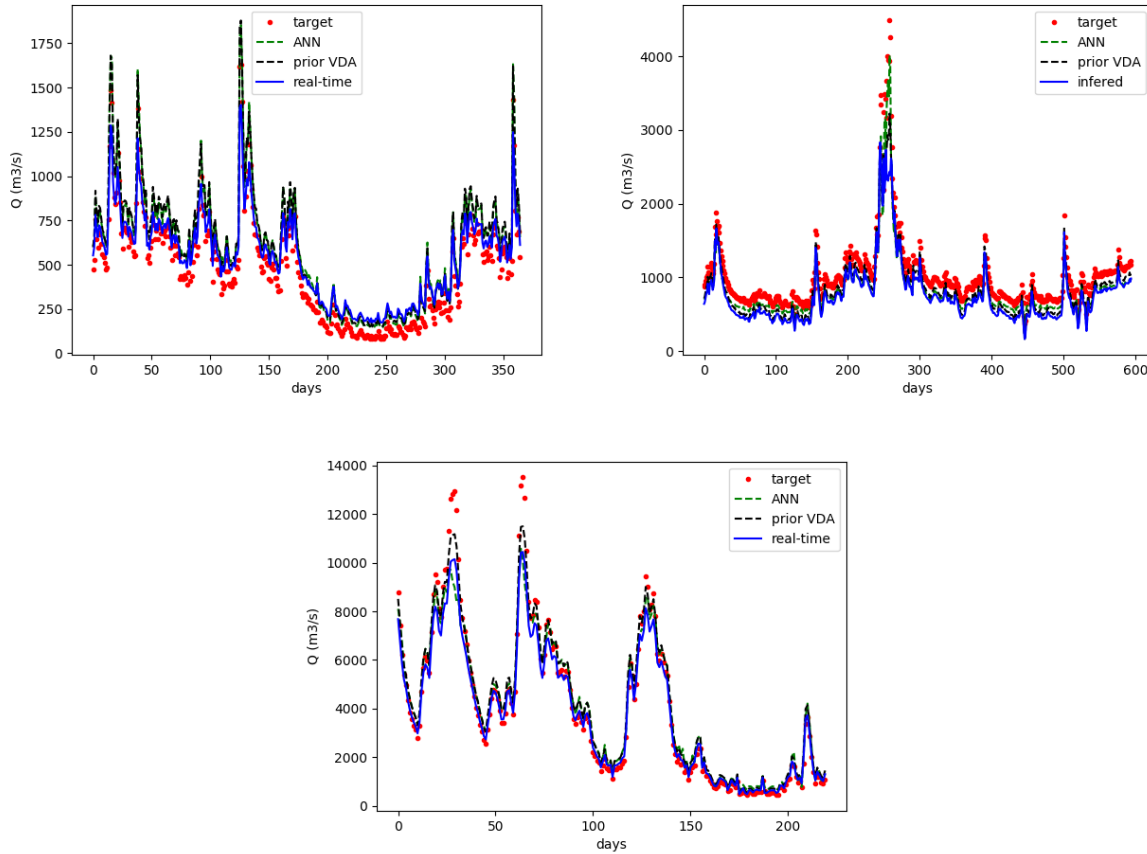 target
ANN
prior VDA
real-time
Q (m3/s)
1750
1500
1250
1000
750
500
250
0
0 50 100 150 200 250 300 350
days
target
ANN
prior VDA
infered
Q (m3/s)
4000
3000
2000
1000
0
0 100 200 300 400 500 600
days
target
ANN
prior VDA
real-time
Q (m3/s)
14000
12000
10000
8000
6000
4000
2000
0
0 50 100 150 200
days